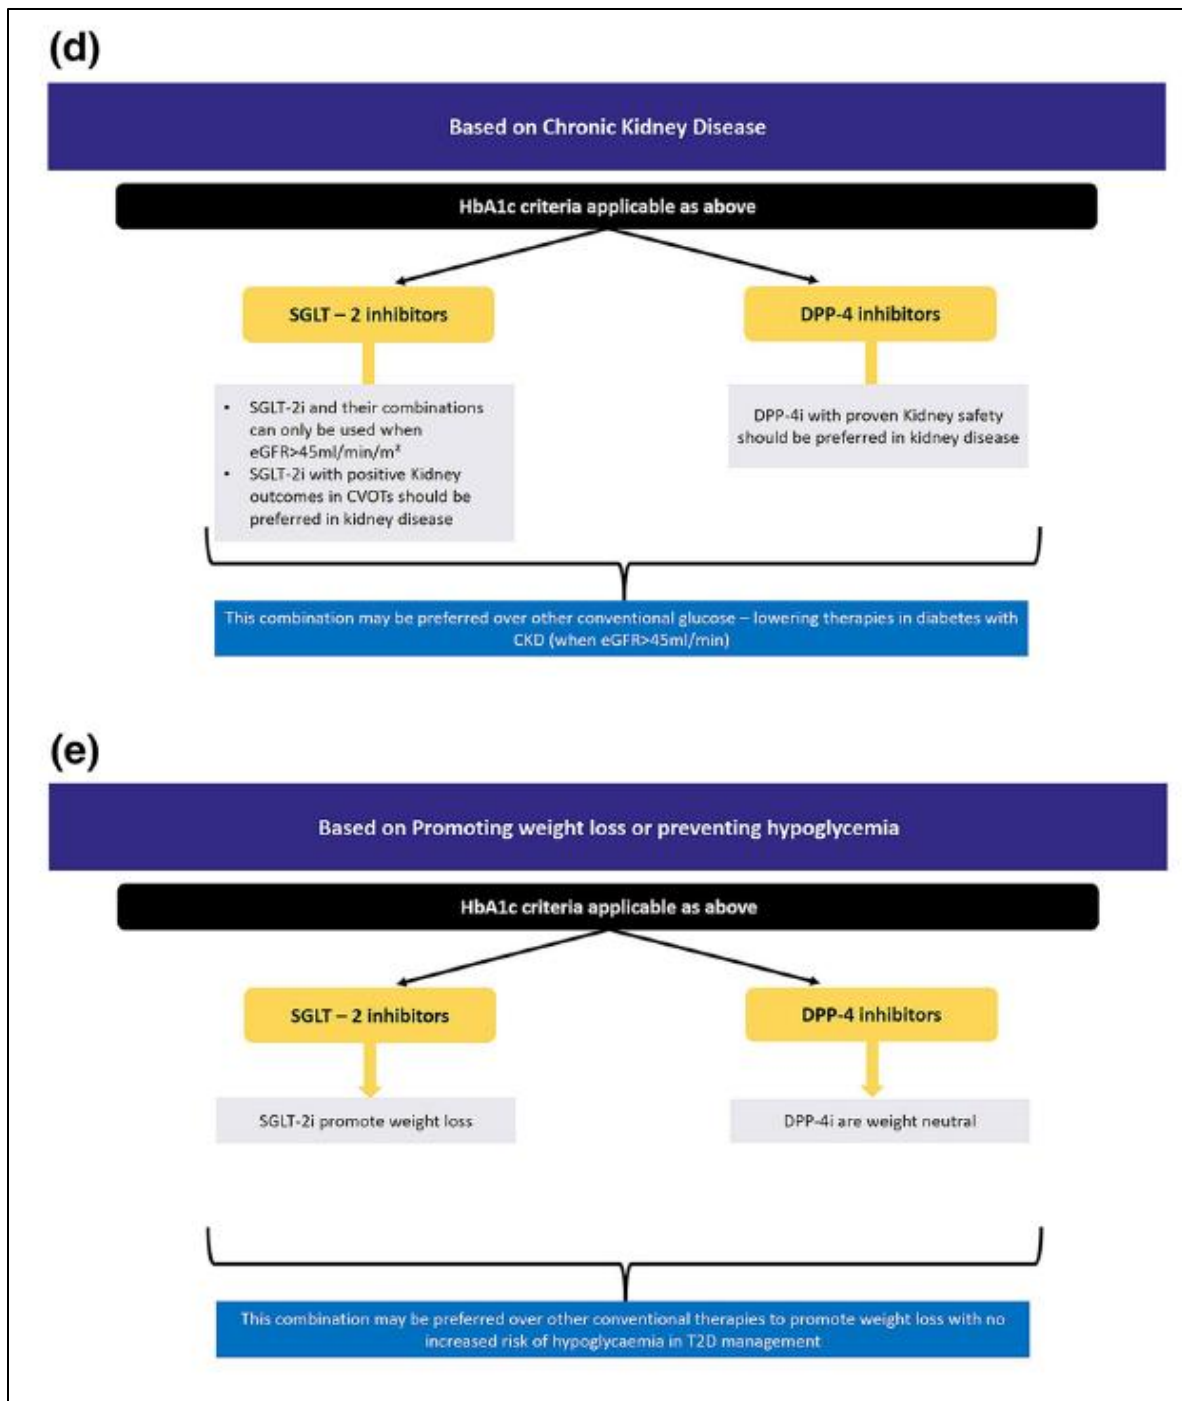 (d)
Based on Chronic Kidney Disease
HbA1c criteria applicable as above
SGLT – 2 inhibitors
• SGLT-2i and their combinations
can only be used when
eGFR>45ml/min/m²
• SGLT-2i with positive Kidney
outcomes in CVOTs should be
preferred in kidney disease
DPP-4 inhibitors
DPP-4i with proven Kidney safety
should be preferred in kidney disease
This combination may be preferred over other conventional glucose – lowering therapies in diabetes with
CKD (when eGFR>45ml/min)
(e)
Based on Promoting weight loss or preventing hypoglycemia
HbA1c criteria applicable as above
SGLT – 2 inhibitors
SGLT-2i promote weight loss
DPP-4 inhibitors
DPP-4i are weight neutral
This combination may be preferred over other conventional therapies to promote weight loss with no
increased risk of hypoglycaemia in T2D management